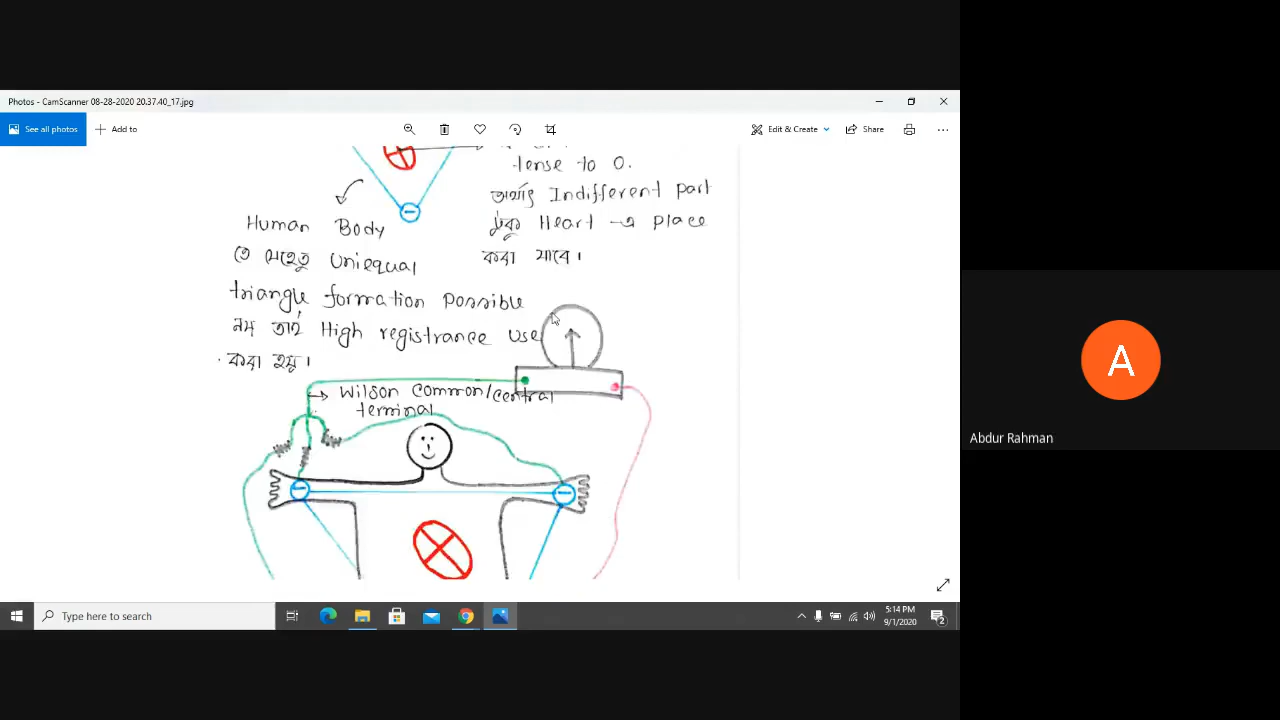 Photos - CamScanner 08-28-2020 20.37.40_17.jpg
See all photos
Add to
Edit & Create
Share
tense to 0.
অর্থাৎ Indifferent part
টুকু Heart -এ place
করা যাবে।
Human Body
তে যেহেতু Uniequal
triangle formation possible
নয় তাই High registrance use
করা হয়।
Wilson common/central
terminal
Type here to search
5:14 PM
9/1/2020
2
A
Abdur Rahman